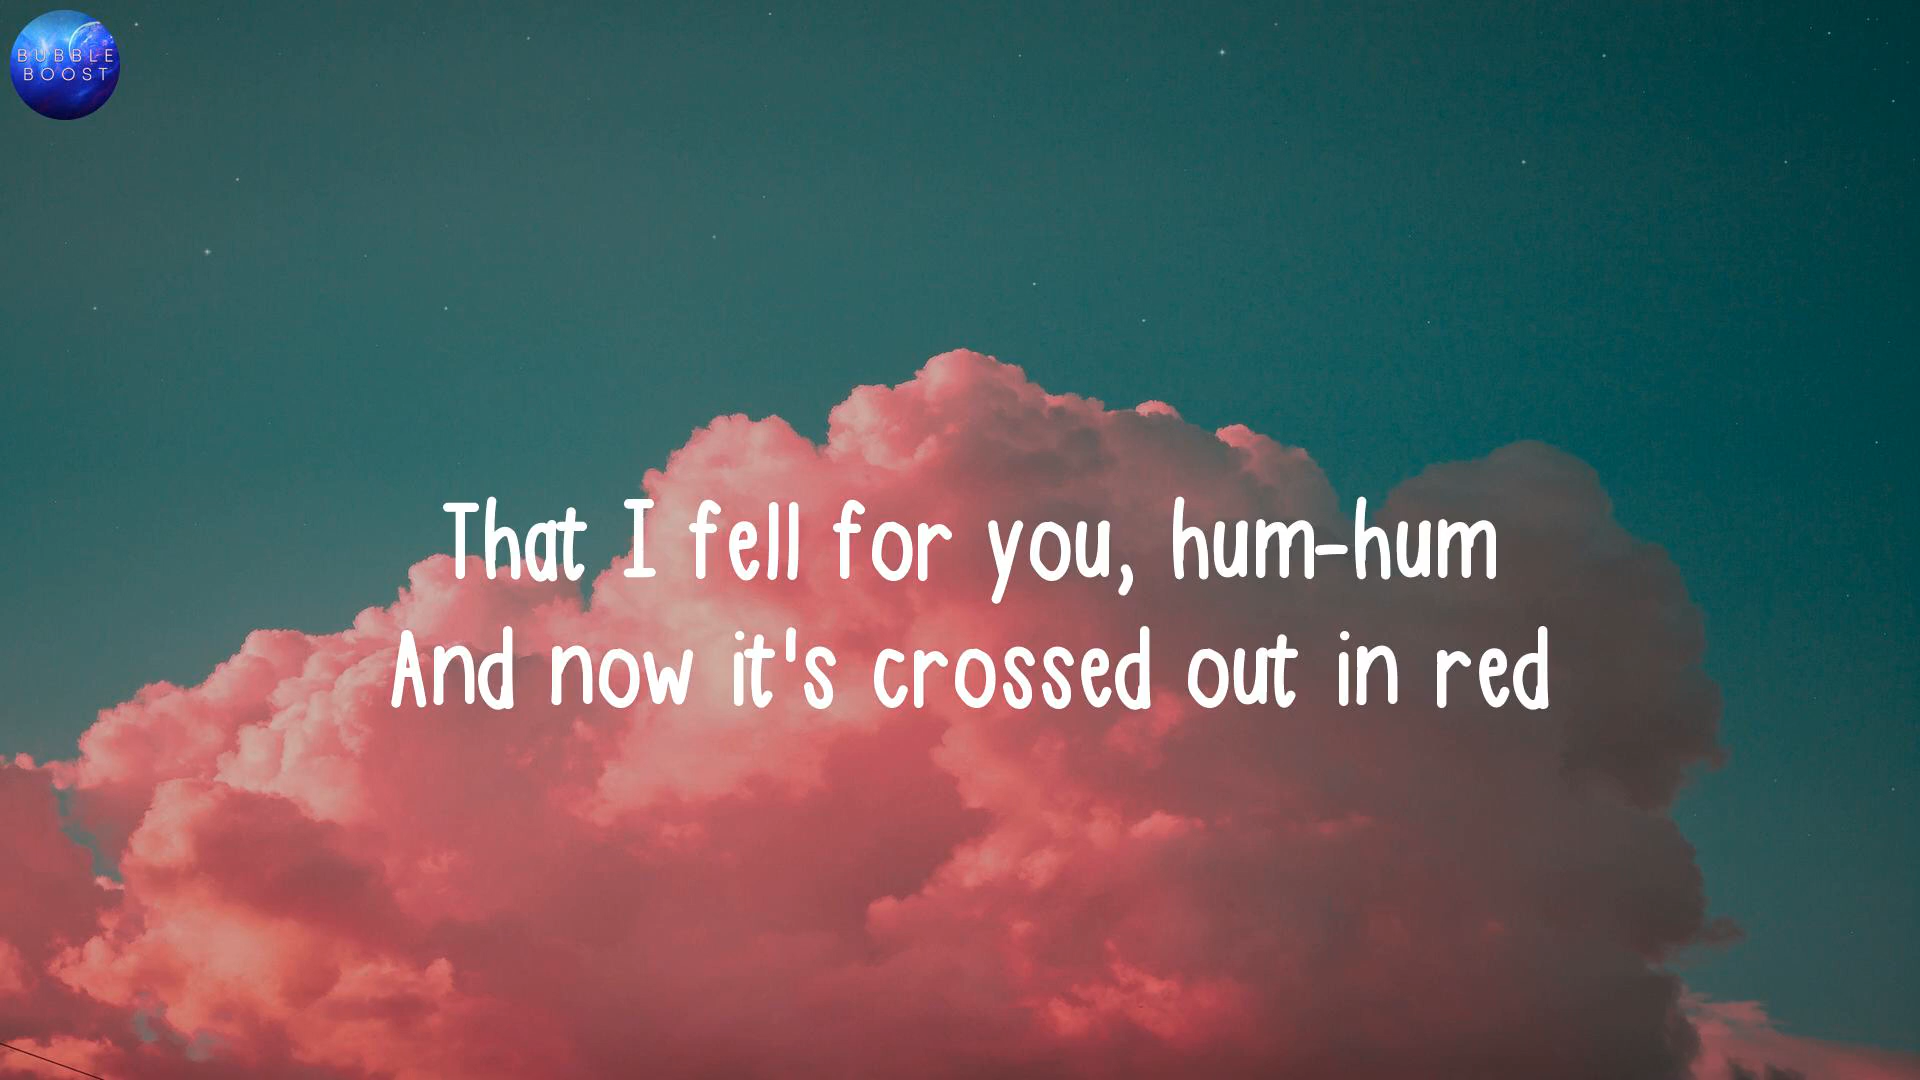 BUBBLE
BOOST
That I fell for you, hum-hum
And now it's crossed out in red